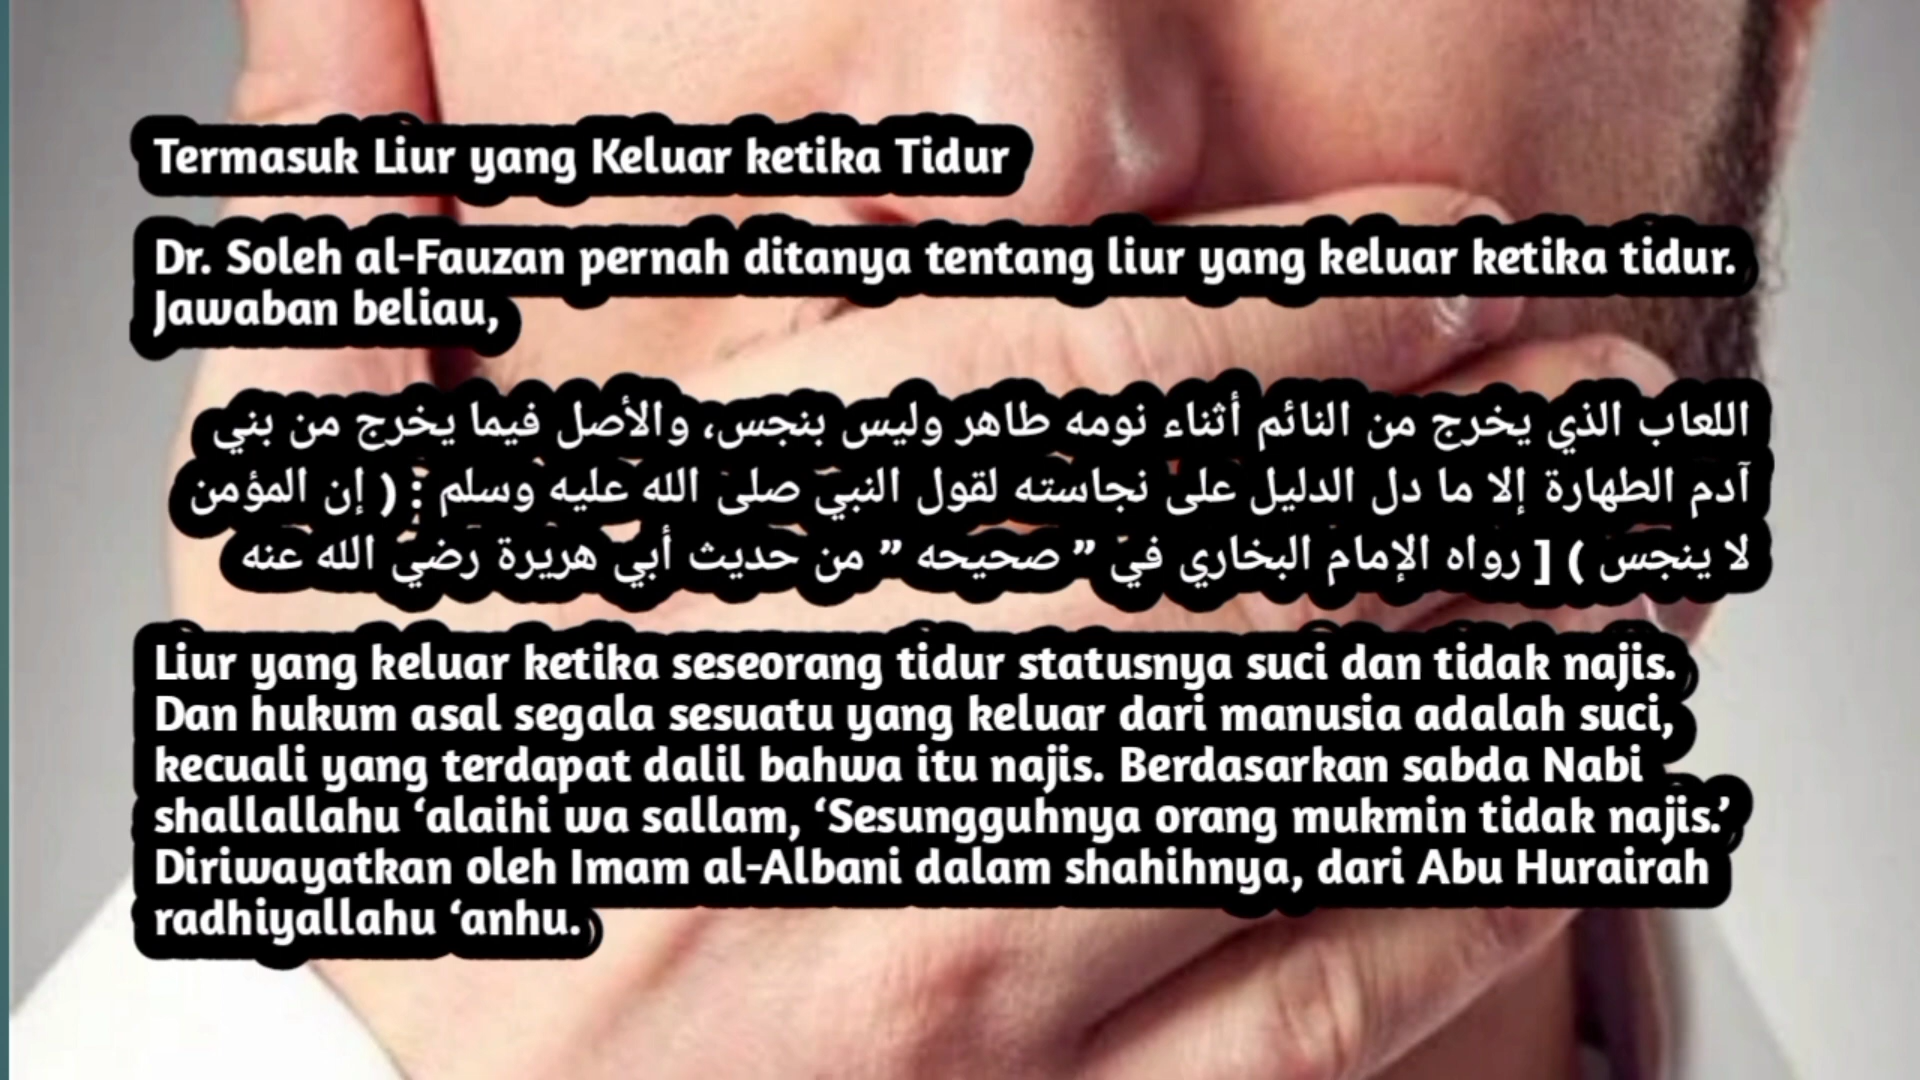 Termasuk Liur yang Keluar ketika Tidur
Dr. Soleh al-Fauzan pernah ditanya tentang liur yang keluar ketika tidur.
Jawaban beliau,
اللعاب الذي يخرج من النائم أثناء نومه طاهر وليس بنجس، والأصل فيما يخرج من بني
آدم الطهارة إلا ما دل الدليل على نجاسته لقول النبي صلى الله عليه وسلم : ( إن المؤمن
لا ينجس ) [ رواه الإمام البخاري في ” صحيحه ” من حديث أبي هريرة رضي الله عنه
Liur yang keluar ketika seseorang tidur statusnya suci dan tidak najis.
Dan hukum asal segala sesuatu yang keluar dari manusia adalah suci,
kecuali yang terdapat dalil bahwa itu najis. Berdasarkan sabda Nabi
shallallahu ‘alaihi wa sallam, ‘Sesungguhnya orang mukmin tidak najis.’
Diriwayatkan oleh Imam al-Albani dalam shahihnya, dari Abu Hurairah
radhiyallahu ‘anhu.